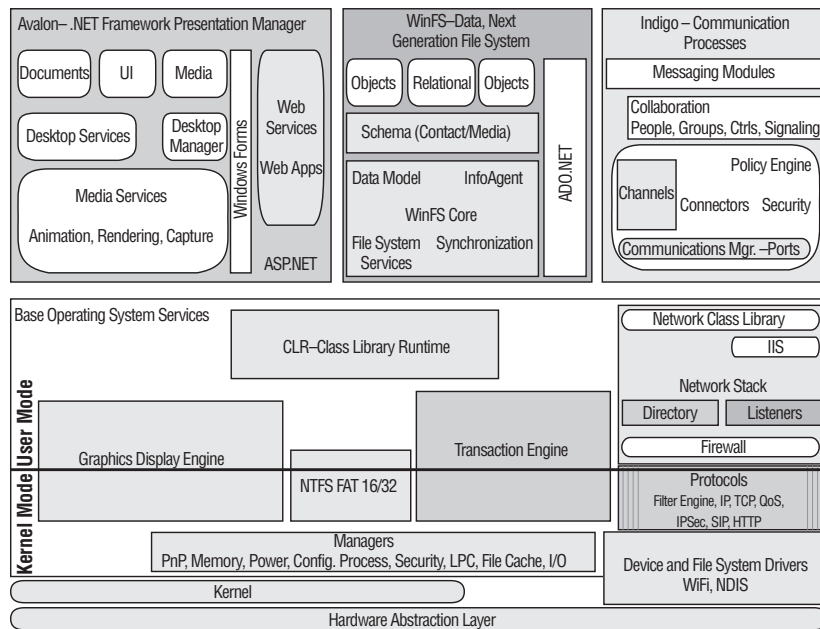 Avalon– .NET Framework Presentation Manager
Documents
UI
Media
Desktop Services
Desktop
Manager
Media Services
Animation, Rendering, Capture
Windows Forms
Web
Services
Web Apps
ASP.NET
WinFS–Data, Next
Generation File System
Objects
Relational
Objects
Schema (Contact/Media)
Data Model
InfoAgent
WinFS Core
File System
Services
Synchronization
ADO.NET
Indigo – Communication
Processes
Messaging Modules
Collaboration
People, Groups, Ctrls, Signaling
Policy Engine
Channels
Connectors
Security
Communications Mgr. –Ports
Base Operating System Services
CLR–Class Library Runtime
Network Class Library
IIS
Network Stack
Directory
Listeners
Firewall
User Mode
Graphics Display Engine
Transaction Engine
Kernel Mode
NTFS FAT 16/32
Protocols
Filter Engine, IP, TCP, QoS,
IPSec, SIP, HTTP
Managers
PnP, Memory, Power, Config. Process, Security, LPC, File Cache, I/O
Device and File System Drivers
WiFi, NDIS
Kernel
Hardware Abstraction Layer